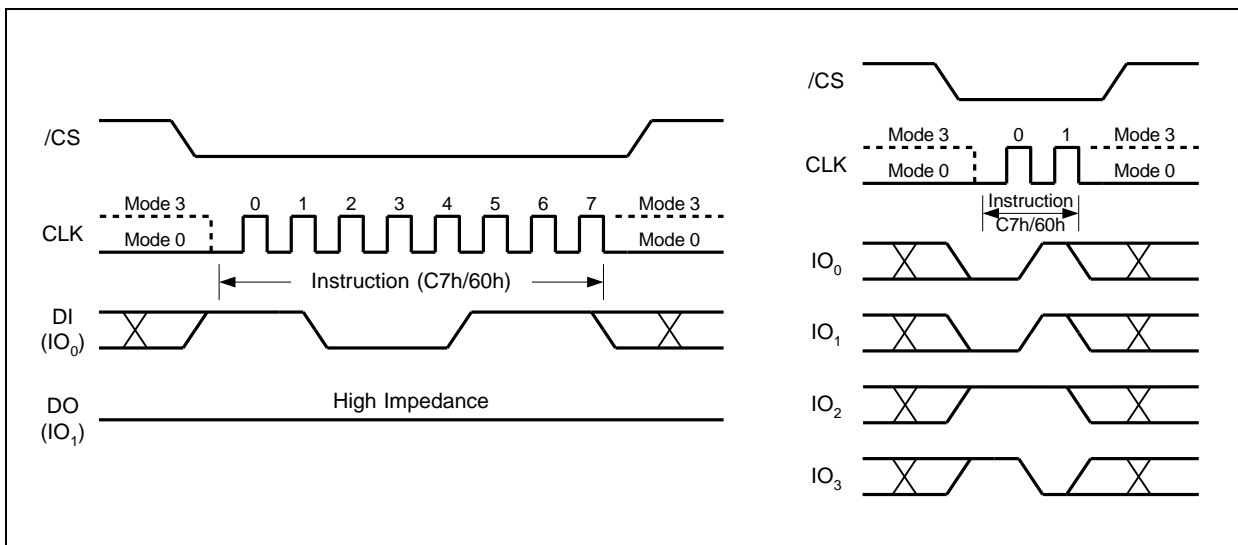 /CS
Mode 3
0 1 2 3 4 5 6 7
Mode 3
CLK
Mode 0
Mode 0
Instruction (C7h/60h)
DI
(IO0)
DO
(IO1)
High Impedance
/CS
Mode 3
0 1
Mode 3
CLK
Mode 0
Mode 0
Instruction
C7h/60h
IO0
IO1
IO2
IO3